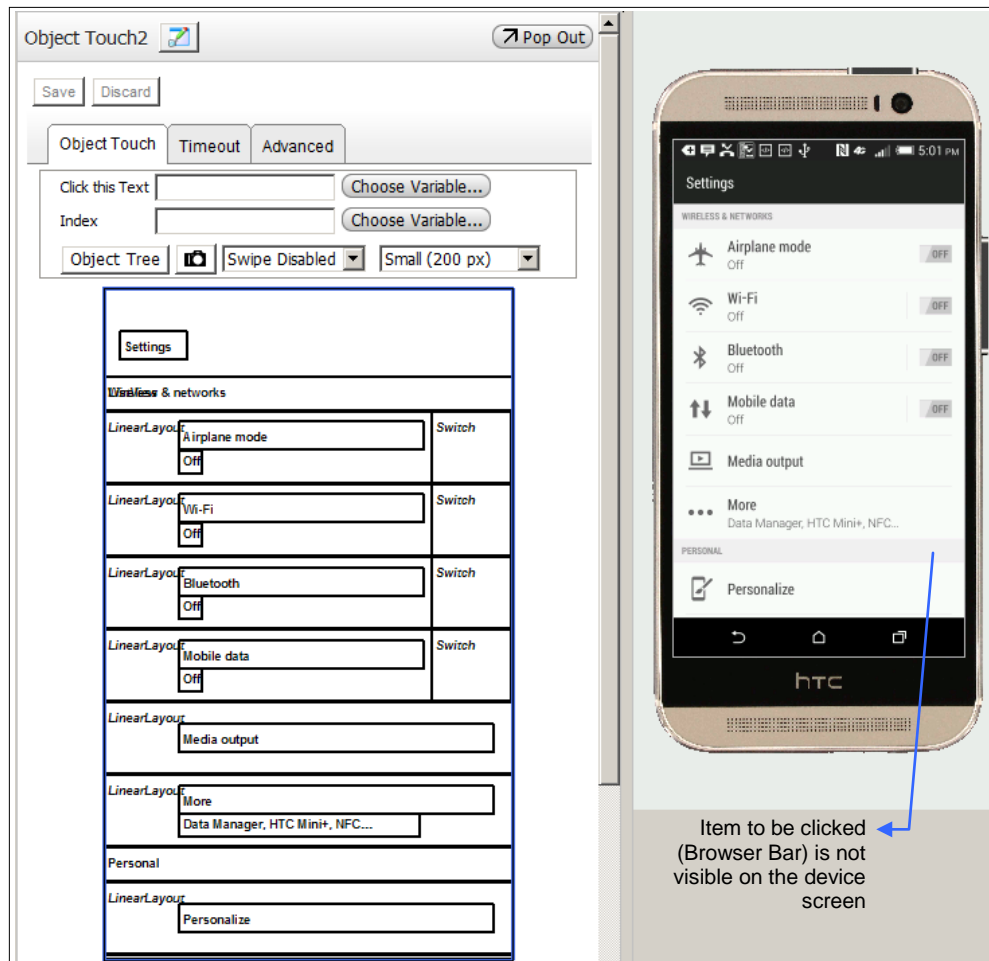 Object Touch2
Pop Out
Save Discard
Object Touch Timeout Advanced
Click this Text Choose Variable...
Index Choose Variable...
Object Tree Swipe Disabled Small (200 px)
Settings
& networks
LinearLayout Airplane mode Switch
Off
LinearLayout Wi-Fi Switch
Off
LinearLayout Bluetooth Switch
Off
LinearLayout Mobile data Switch
Off
LinearLayout
Media output
LinearLayout
More
Data Manager, HTC Mini+, NFC...
Personal
LinearLayout
Personalize
5:01 PM
Settings
WIRELESS & NETWORKS
Airplane mode
Off
OFF
Wi-Fi
Off
OFF
Bluetooth
Off
OFF
Mobile data
Off
OFF
Media output
More
Data Manager, HTC Mini+, NFC...
PERSONAL
Personalize
hTC
Item to be clicked
(Browser Bar) is not
visible on the device
screen